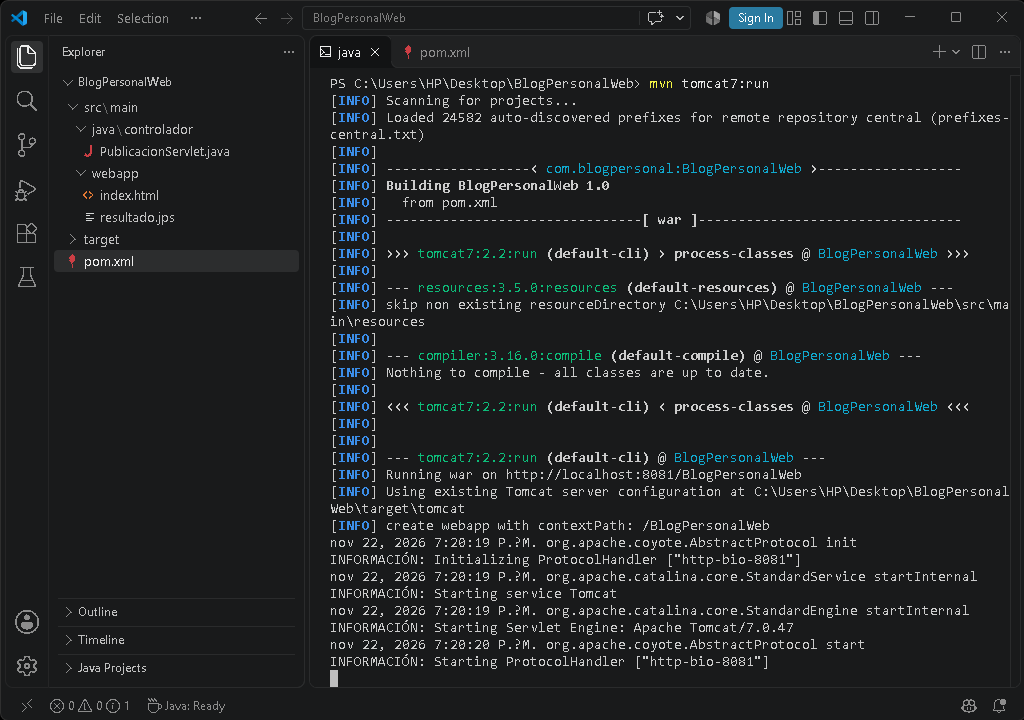 File Edit Selection ··· BlogPersonalWeb Sign In
Explorer ···
BlogPersonalWeb
src\main
java\controlador
PublicacionServlet.java
webapp
index.html
resultado.jps
target
pom.xml
Outline
Timeline
Java Projects
java pom.xml ···
PS C:\Users\HP\Desktop\BlogPersonalWeb> mvn tomcat7:run
[INFO] Scanning for projects...
[INFO] Loaded 24582 auto-discovered prefixes for remote repository central (prefixes-
central.txt)
[INFO]
[INFO] ------------------< com.blogpersonal:BlogPersonalWeb >------------------
[INFO] Building BlogPersonalWeb 1.0
[INFO]   from pom.xml
[INFO] --------------------------------[ war ]---------------------------------
[INFO]
[INFO] >>> tomcat7:2.2:run (default-cli) > process-classes @ BlogPersonalWeb >>>
[INFO]
[INFO] --- resources:3.5.0:resources (default-resources) @ BlogPersonalWeb ---
[INFO] skip non existing resourceDirectory C:\Users\HP\Desktop\BlogPersonalWeb\src\ma
in\resources
[INFO]
[INFO] --- compiler:3.16.0:compile (default-compile) @ BlogPersonalWeb ---
[INFO] Nothing to compile - all classes are up to date.
[INFO]
[INFO] <<< tomcat7:2.2:run (default-cli) < process-classes @ BlogPersonalWeb <<<
[INFO]
[INFO]
[INFO] --- tomcat7:2.2:run (default-cli) @ BlogPersonalWeb ---
[INFO] Running war on http://localhost:8081/BlogPersonalWeb
[INFO] Using existing Tomcat server configuration at C:\Users\HP\Desktop\BlogPersonal
Web\target\tomcat
[INFO] create webapp with contextPath: /BlogPersonalWeb
nov 22, 2026 7:20:19 P.?M. org.apache.coyote.AbstractProtocol init
INFORMACIÓN: Initializing ProtocolHandler ["http-bio-8081"]
nov 22, 2026 7:20:19 P.?M. org.apache.catalina.core.StandardService startInternal
INFORMACIÓN: Starting service Tomcat
nov 22, 2026 7:20:19 P.?M. org.apache.catalina.core.StandardEngine startInternal
INFORMACIÓN: Starting Servlet Engine: Apache Tomcat/7.0.47
nov 22, 2026 7:20:20 P.?M. org.apache.coyote.AbstractProtocol start
INFORMACIÓN: Starting ProtocolHandler ["http-bio-8081"]
0 0 1 Java: Ready